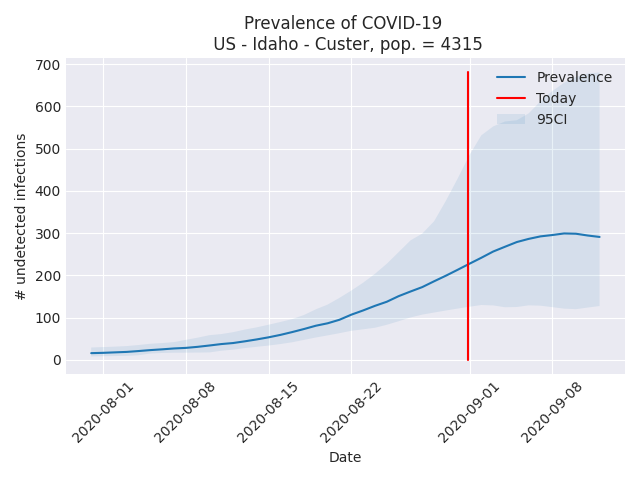 Prevalence of COVID-19
US - Idaho - Custer, pop. = 4315
# undetected infections
700
600
500
400
300
200
100
0
Prevalence
Today
95CI
2020-08-01
2020-08-08
2020-08-15
2020-08-22
2020-09-01
2020-09-08
Date